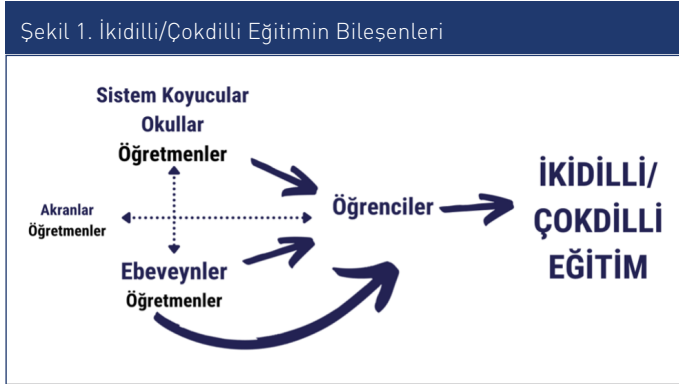 Şekil 1. İkidilli/Çokdilli Eğitimin Bileşenleri
Sistem Koyucular
Okullar
Öğretmenler
Akranlar
Öğretmenler
Öğrenciler
Ebeveynler
Öğretmenler
İKİDİLLİ/
ÇOKDİLLİ
EĞİTİM